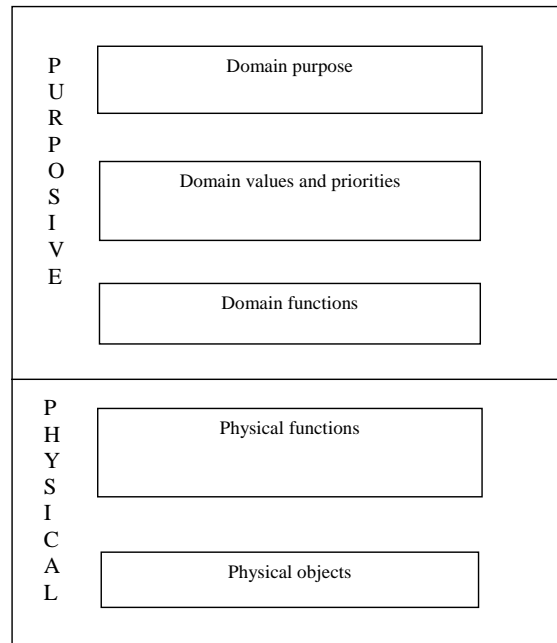 PURPOSIVE
Domain purpose
Domain values and priorities
Domain functions
PHYSICAL
Physical functions
Physical objects